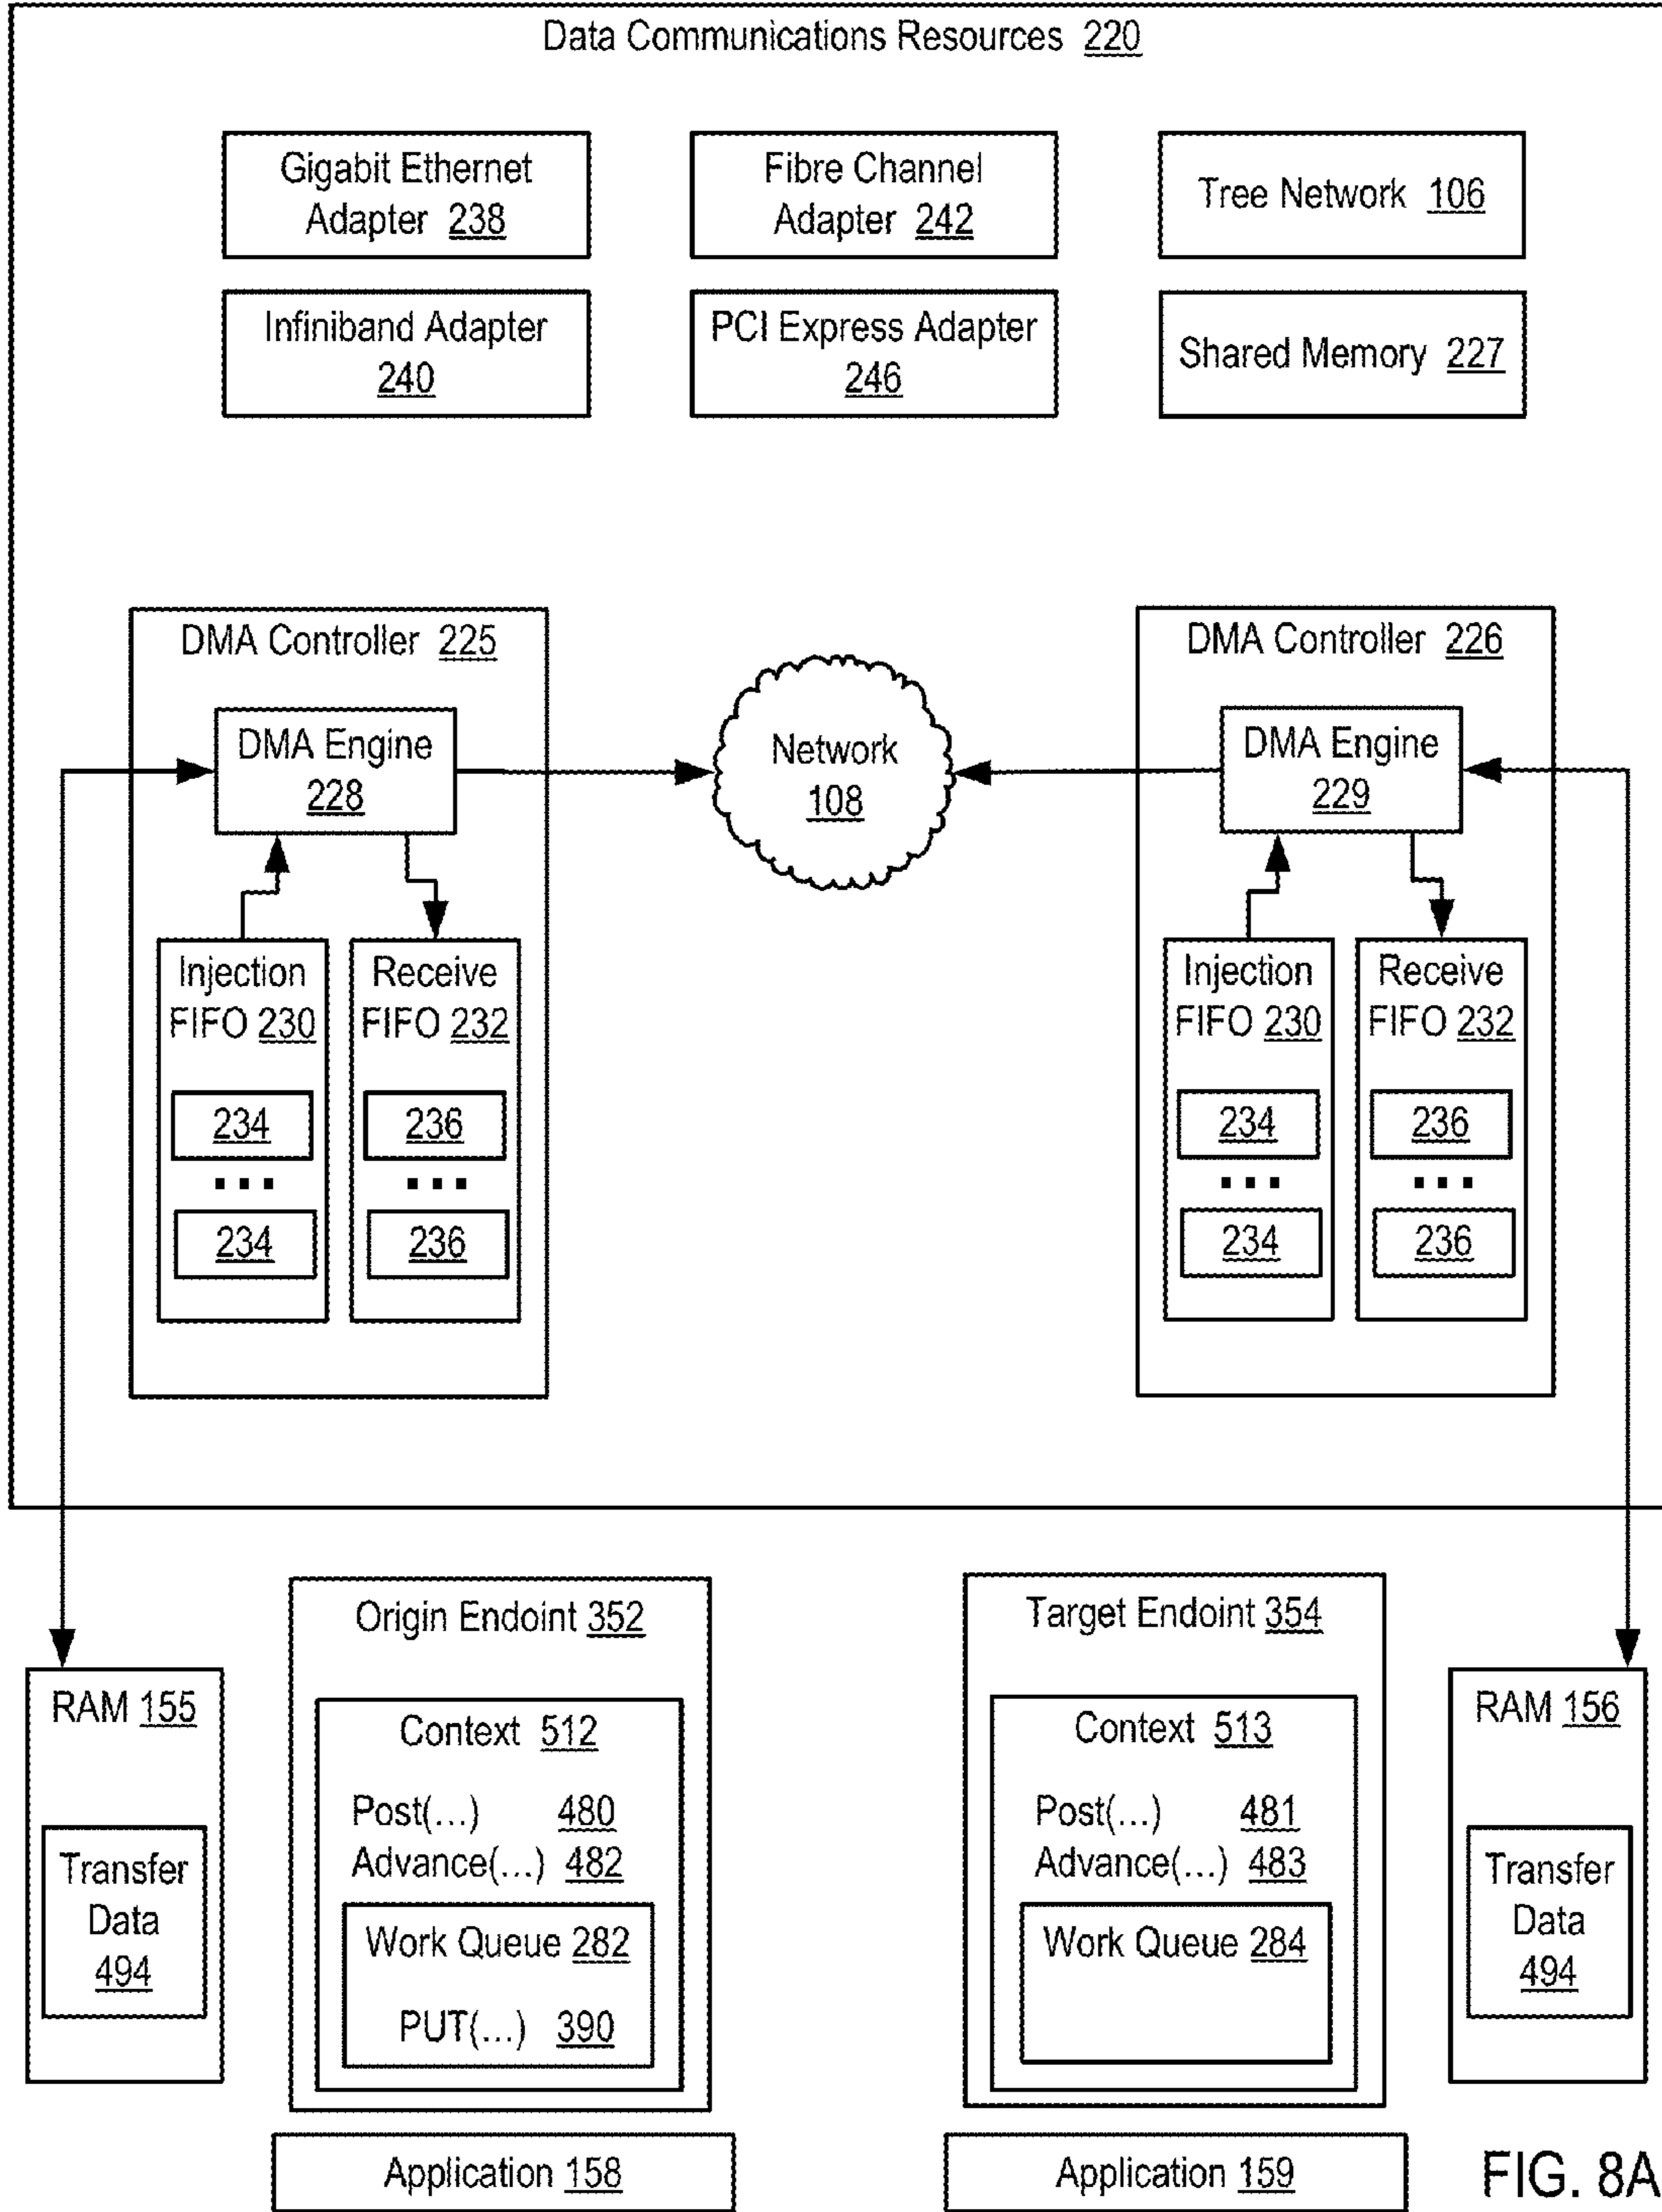 Data Communications Resources 220
Gigabit Ethernet
Adapter 238
Fibre Channel
Adapter 242
Tree Network 106
Infiniband Adapter
240
PCI Express Adapter
246
Shared Memory 227
DMA Controller 225
DMA Engine
228
Injection
FIFO 230
234
...
234
Receive
FIFO 232
236
...
236
Network
108
DMA Controller 226
DMA Engine
229
Injection
FIFO 230
234
...
234
Receive
FIFO 232
236
...
236
RAM 155
Transfer
Data
494
Origin Endoint 352
Context 512
Post(...) 480
Advance(...) 482
Work Queue 282
PUT(...) 390
Target Endoint 354
Context 513
Post(...) 481
Advance(...) 483
Work Queue 284
RAM 156
Transfer
Data
494
Application 158
Application 159
FIG. 8A